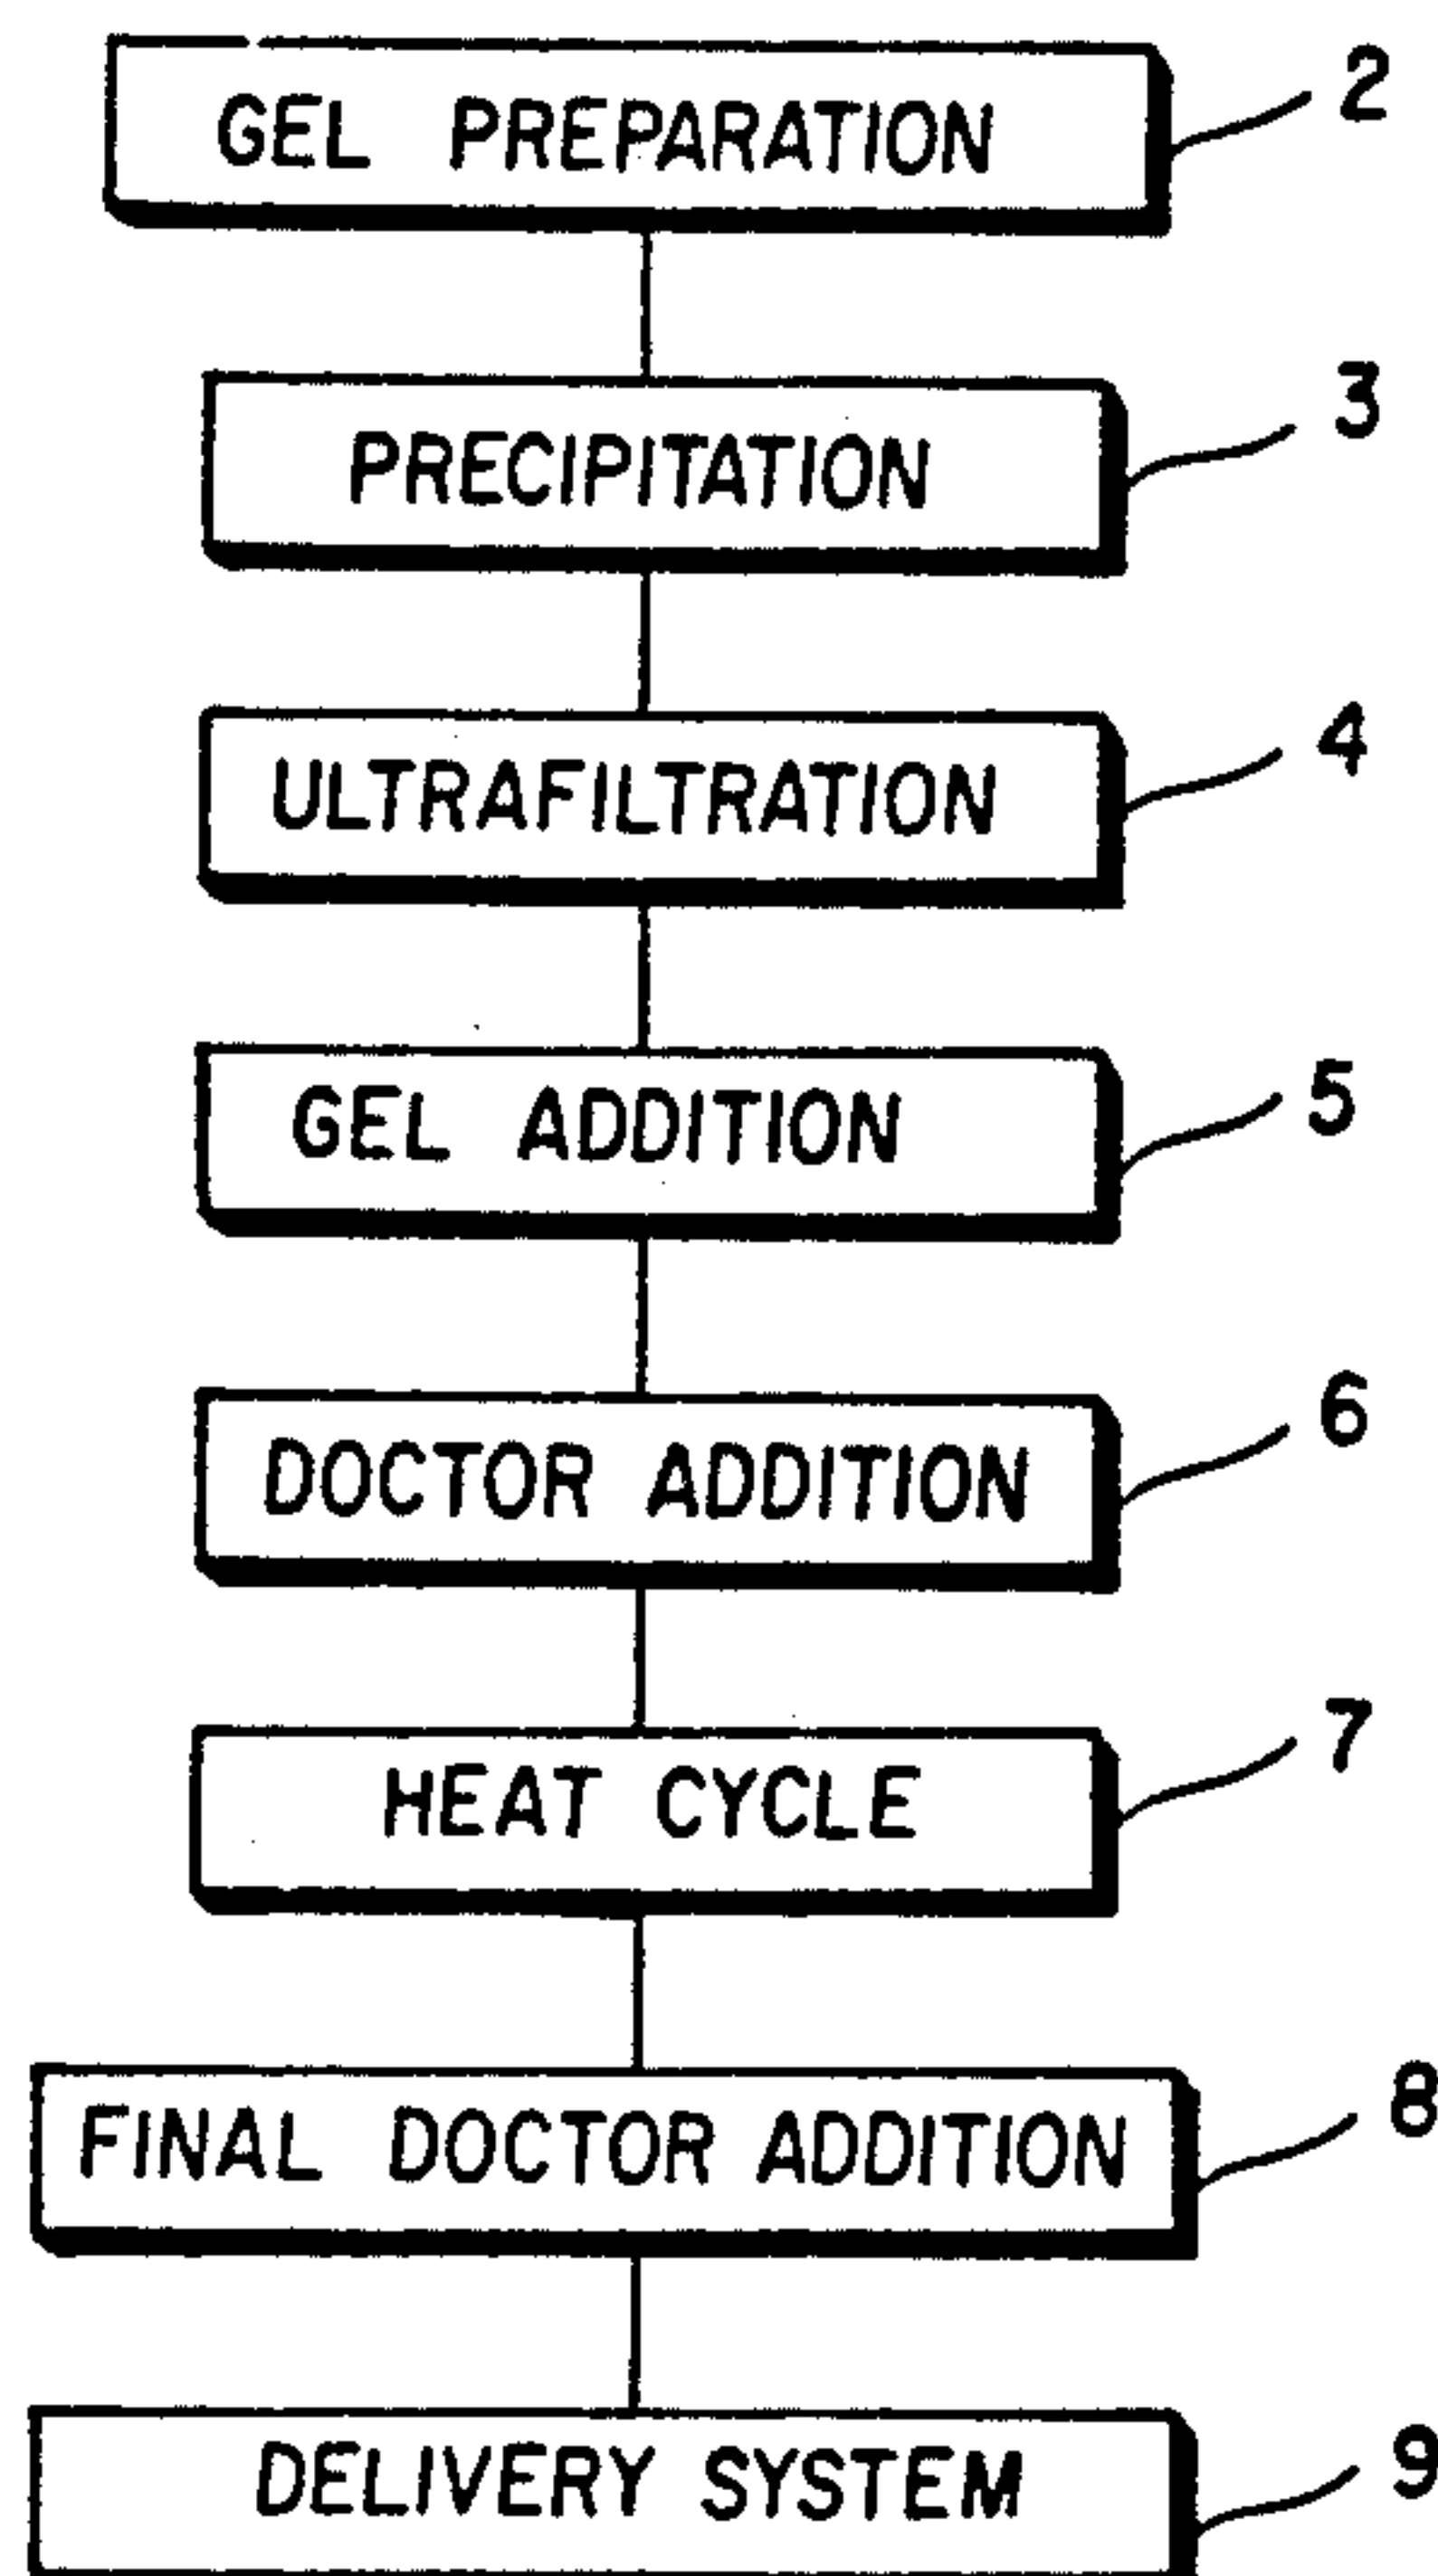 GEL PREPARATION 2
PRECIPITATION 3
ULTRAFILTRATION 4
GEL ADDITION 5
DOCTOR ADDITION 6
HEAT CYCLE 7
FINAL DOCTOR ADDITION 8
DELIVERY SYSTEM 9